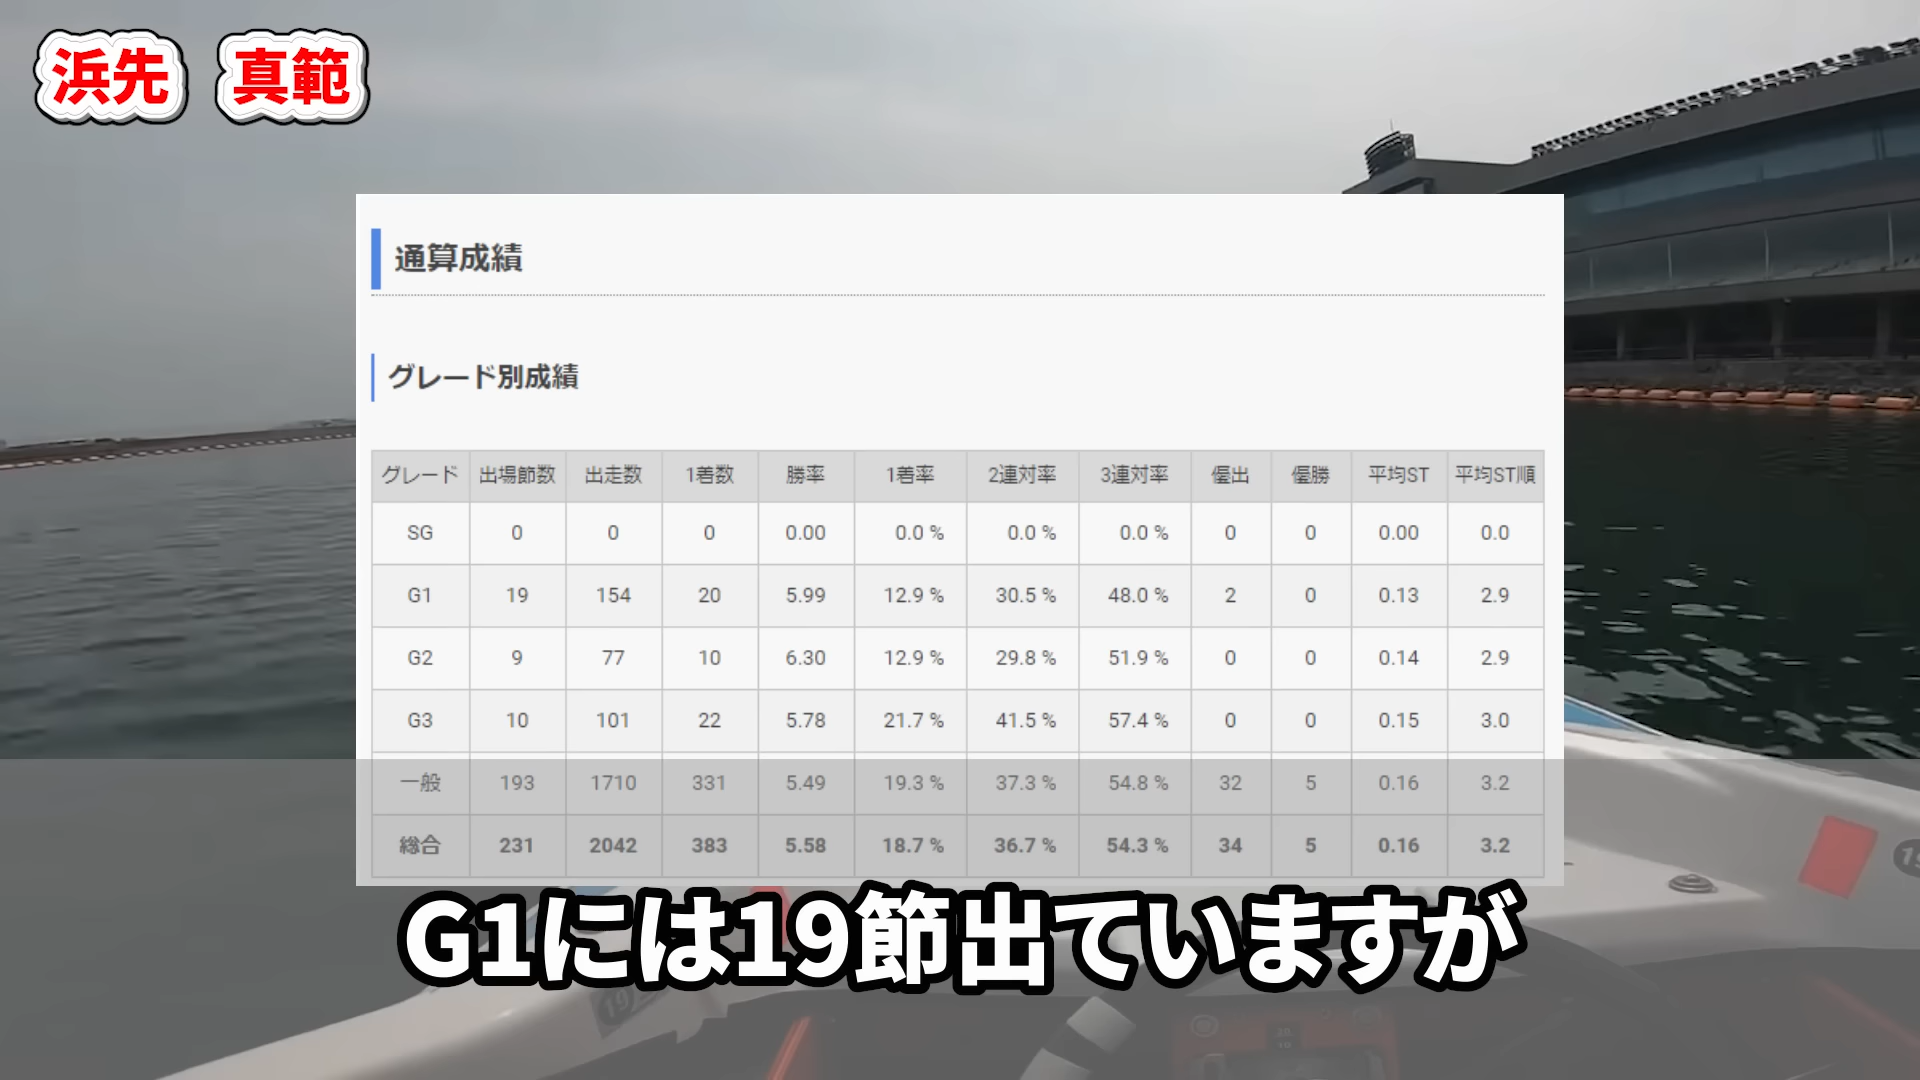 浜先 真範
通算成績
グレード別成績
グレード 出場節数 出走数 1着数 勝率 1着率 2連対率 3連対率 優出 優勝 平均ST 平均ST順
SG 0 0 0 0.00 0.0 % 0.0 % 0.0 % 0 0 0.00 0.0
G1 19 154 20 5.99 12.9 % 30.5 % 48.0 % 2 0 0.13 2.9
G2 9 77 10 6.30 12.9 % 29.8 % 51.9 % 0 0 0.14 2.9
G3 10 101 22 5.78 21.7 % 41.5 % 57.4 % 0 0 0.15 3.0
一般 193 1710 331 5.49 19.3 % 37.3 % 54.8 % 32 5 0.16 3.2
総合 231 2042 383 5.58 18.7 % 36.7 % 54.3 % 34 5 0.16 3.2
G1には19節出ていますが